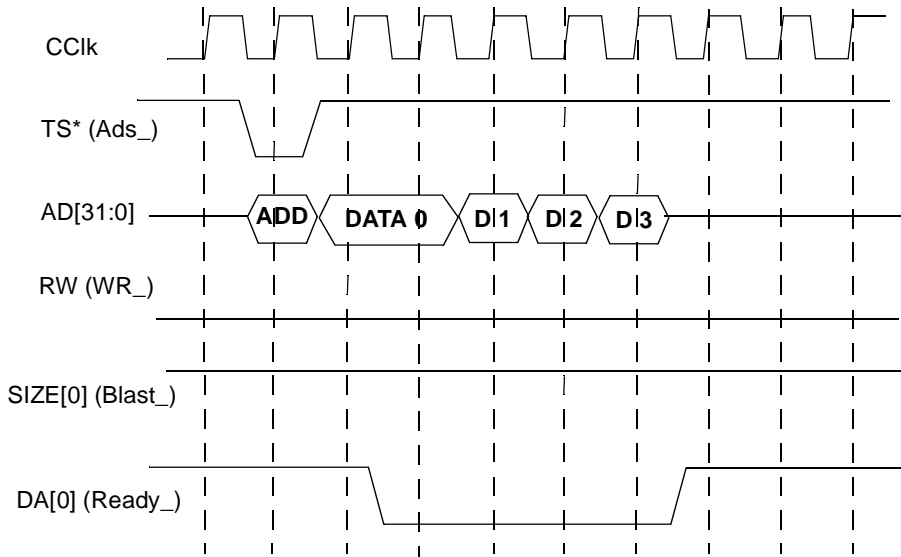 CClk
TS* (Ads_)
AD[31:0] ADD DATA 0 D 1 D 2 D 3
RW (WR_)
SIZE[0] (Blast_)
DA[0] (Ready_)